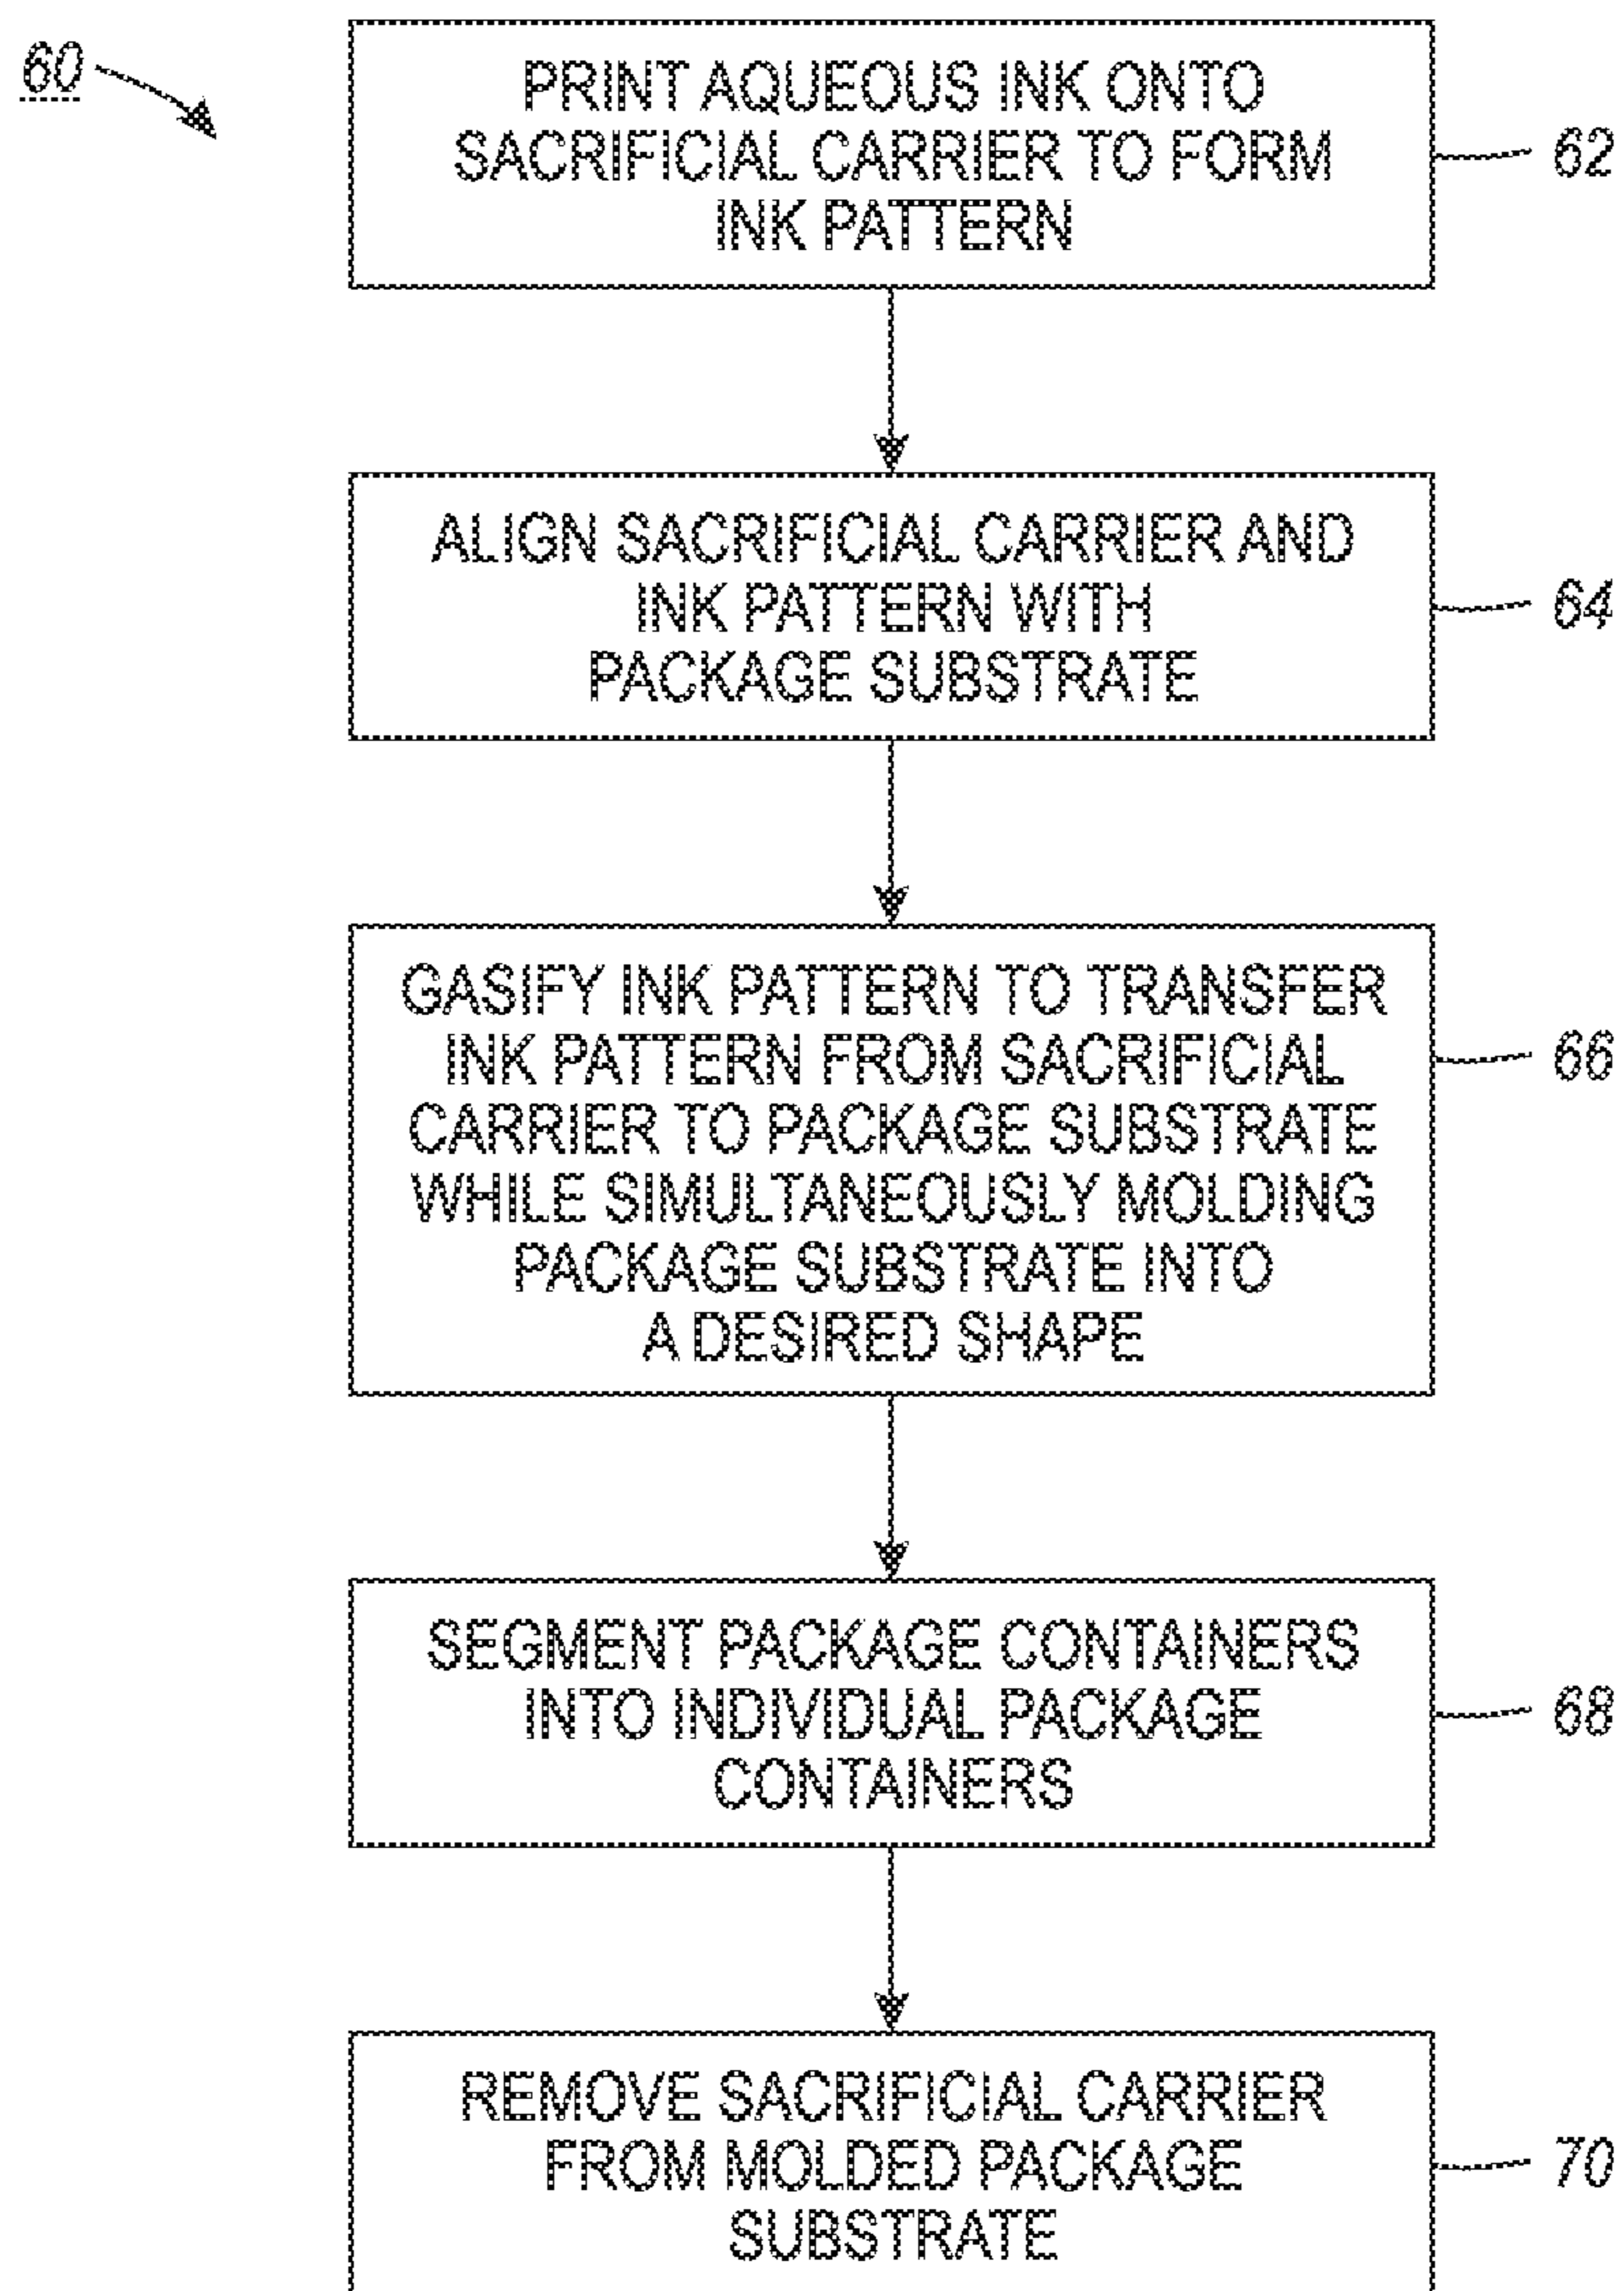 60
PRINT AQUEOUS INK ONTO
SACRIFICIAL CARRIER TO FORM
INK PATTERN
62
ALIGN SACRIFICIAL CARRIER AND
INK PATTERN WITH
PACKAGE SUBSTRATE
64
GASIFY INK PATTERN TO TRANSFER
INK PATTERN FROM SACRIFICIAL
CARRIER TO PACKAGE SUBSTRATE
WHILE SIMULTANEOUSLY MOLDING
PACKAGE SUBSTRATE INTO
A DESIRED SHAPE
66
SEGMENT PACKAGE CONTAINERS
INTO INDIVIDUAL PACKAGE
CONTAINERS
68
REMOVE SACRIFICIAL CARRIER
FROM MOLDED PACKAGE
SUBSTRATE
70